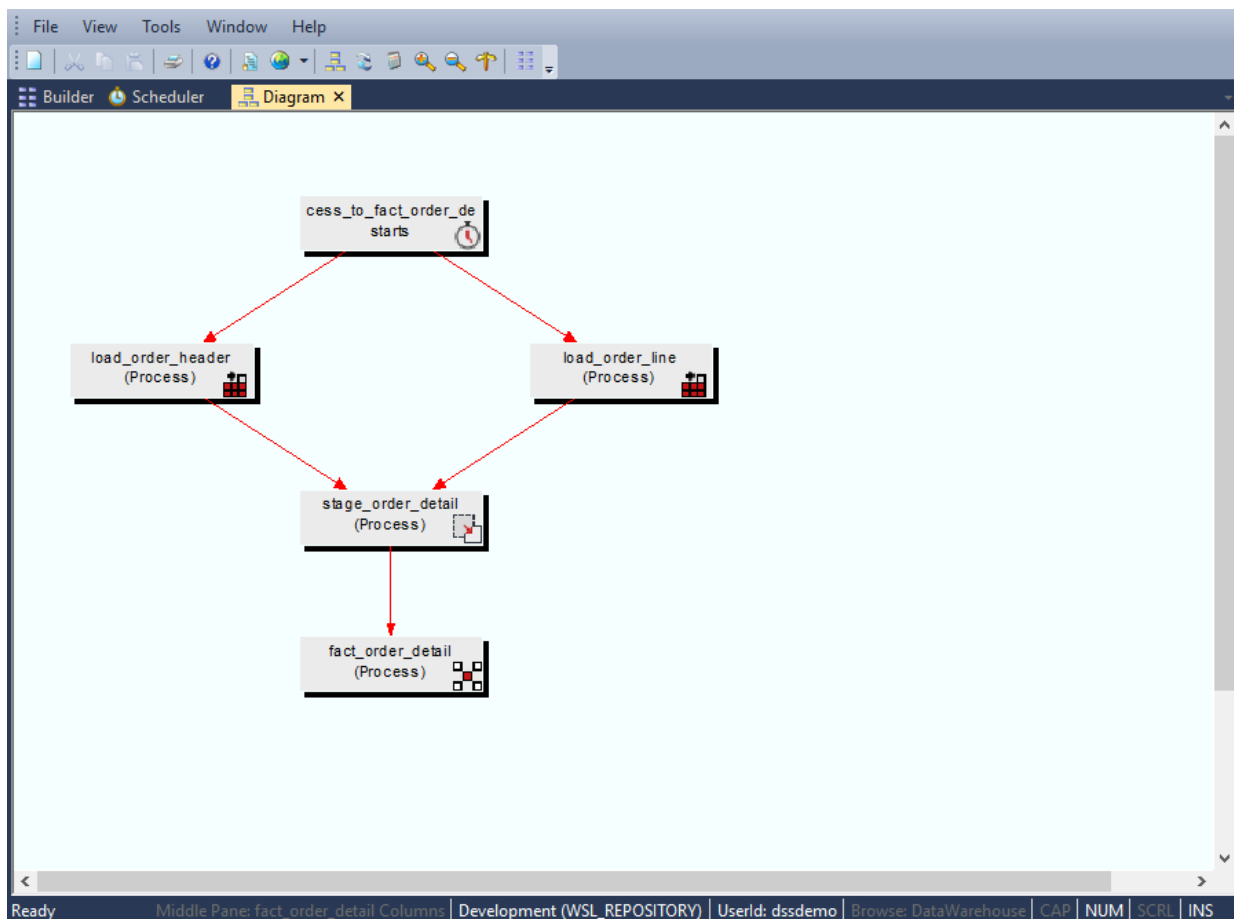 File View Tools Window Help
Builder Scheduler Diagram
cess_to_fact_order_de
starts
load_order_header
(Process)
load_order_line
(Process)
stage_order_detail
(Process)
fact_order_detail
(Process)
Ready Middle Pane: fact_order_detail Columns Development (WSL_REPOSITORY) UserId: dssdemo Browse: DataWarehouse CAP NUM SCRL INS